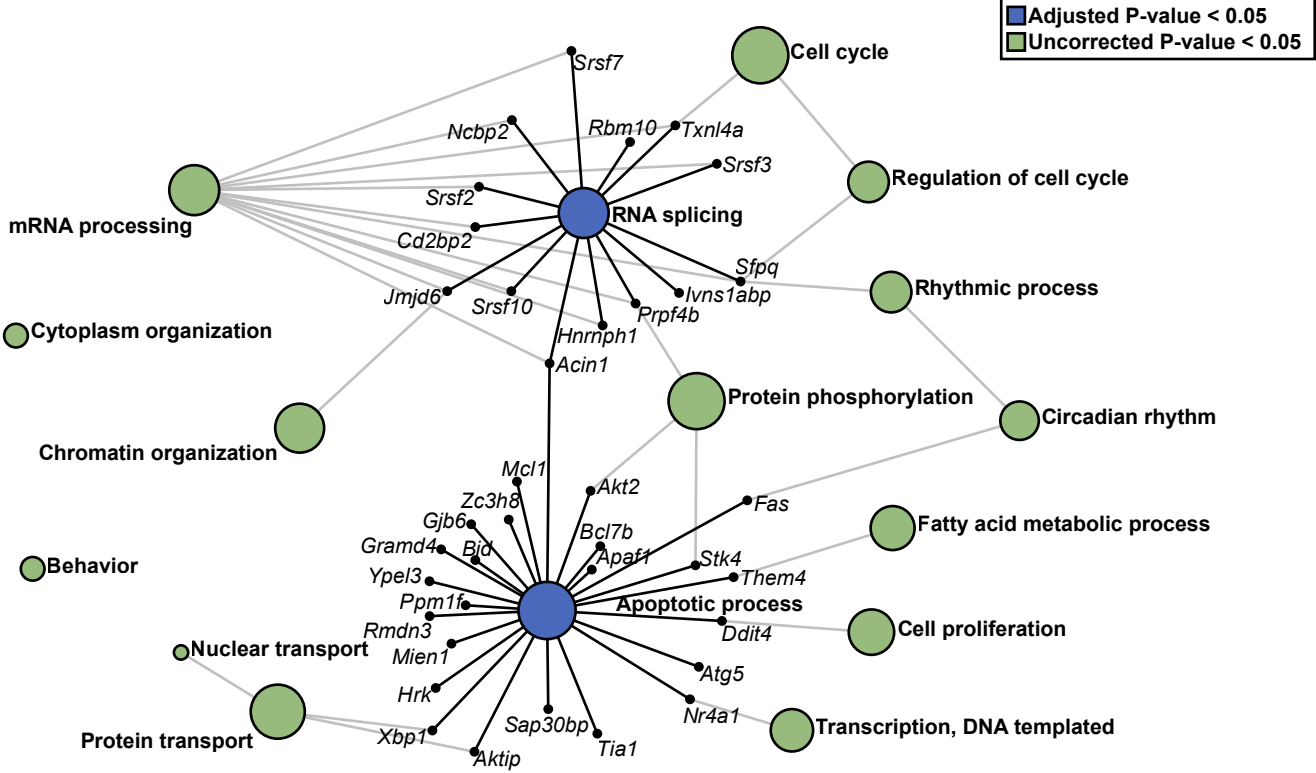 Adjusted P-value < 0.05
Uncorrected P-value < 0.05
Cell cycle
Srsf7
Ncbp2
Rbm10
Txnl4a
Srsf3
Regulation of cell cycle
Srsf2
RNA splicing
mRNA processing
Cd2bp2
Sfpq
Jmjd6
Srsf10
Ivns1abp
Rhythmic process
Prpf4b
Cytoplasm organization
Hnrnph1
Acin1
Protein phosphorylation
Circadian rhythm
Chromatin organization
Mcl1
Akt2
Zc3h8
Fas
Gjb6
Bcl7b
Fatty acid metabolic process
Gramd4
Bid
Apaf1
Stk4
Behavior
Ypel3
Them4
Ppm1f
Apoptotic process
Rmdn3
Ddit4
Cell proliferation
Nuclear transport
Mien1
Atg5
Hrk
Nr4a1
Sap30bp
Transcription, DNA templated
Protein transport
Xbp1
Tia1
Aktip